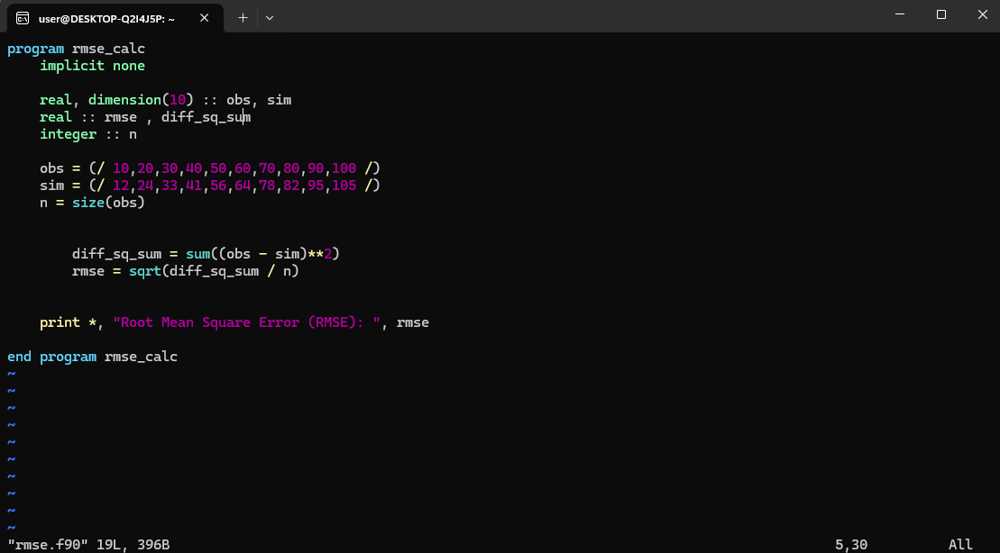 user@DESKTOP-Q2I4J5P: ~
program rmse_calc
implicit none
real, dimension(10) :: obs, sim
real :: rmse , diff_sq_sum
integer :: n
obs = (/ 10,20,30,40,50,60,70,80,90,100 /)
sim = (/ 12,24,33,41,56,64,78,82,95,105 /)
n = size(obs)
diff_sq_sum = sum((obs - sim)**2)
rmse = sqrt(diff_sq_sum / n)
print *, "Root Mean Square Error (RMSE): ", rmse
end program rmse_calc
~
~
~
~
~
~
~
~
~
~
"rmse.f90" 19L, 396B 5,30 All